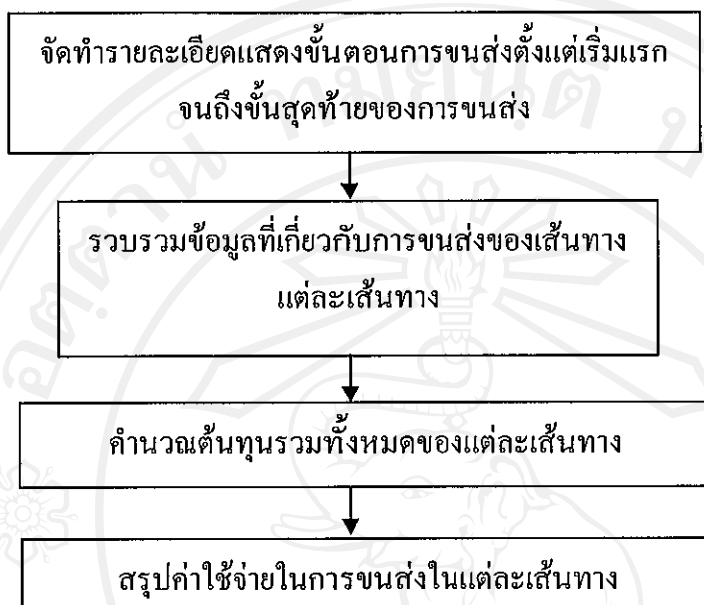 จัดทำรายละเอียดแสดงขั้นตอนการขนส่งตั้งแต่เริ่มแรก
จนถึงขั้นสุดท้ายของการขนส่ง
รวบรวมข้อมูลที่เกี่ยวกับการขนส่งของเส้นทาง
แต่ละเส้นทาง
คำนวณต้นทุนรวมทั้งหมดของแต่ละเส้นทาง
สรุปค่าใช้จ่ายในการขนส่งในแต่ละเส้นทาง